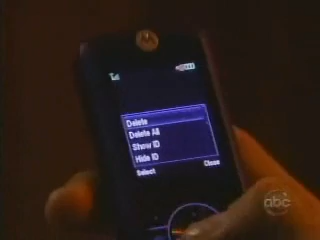 Delete
Delete All
Show ID
Hide ID
Select Close
abc